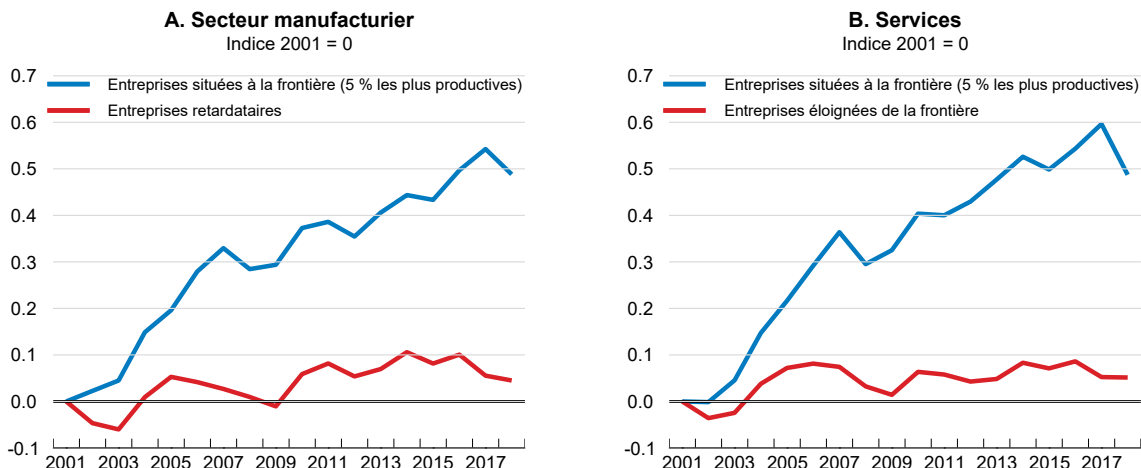 A. Secteur manufacturier
Indice 2001 = 0
0.7
Entreprises situées à la frontière (5 % les plus productives)
Entreprises retardataires
0.6
0.5
0.4
0.3
0.2
0.1
0.0
-0.1
2001 2003 2005 2007 2009 2011 2013 2015 2017
B. Services
Indice 2001 = 0
0.7
Entreprises situées à la frontière (5 % les plus productives)
Entreprises éloignées de la frontière
0.6
0.5
0.4
0.3
0.2
0.1
0.0
-0.1
2001 2003 2005 2007 2009 2011 2013 2015 2017